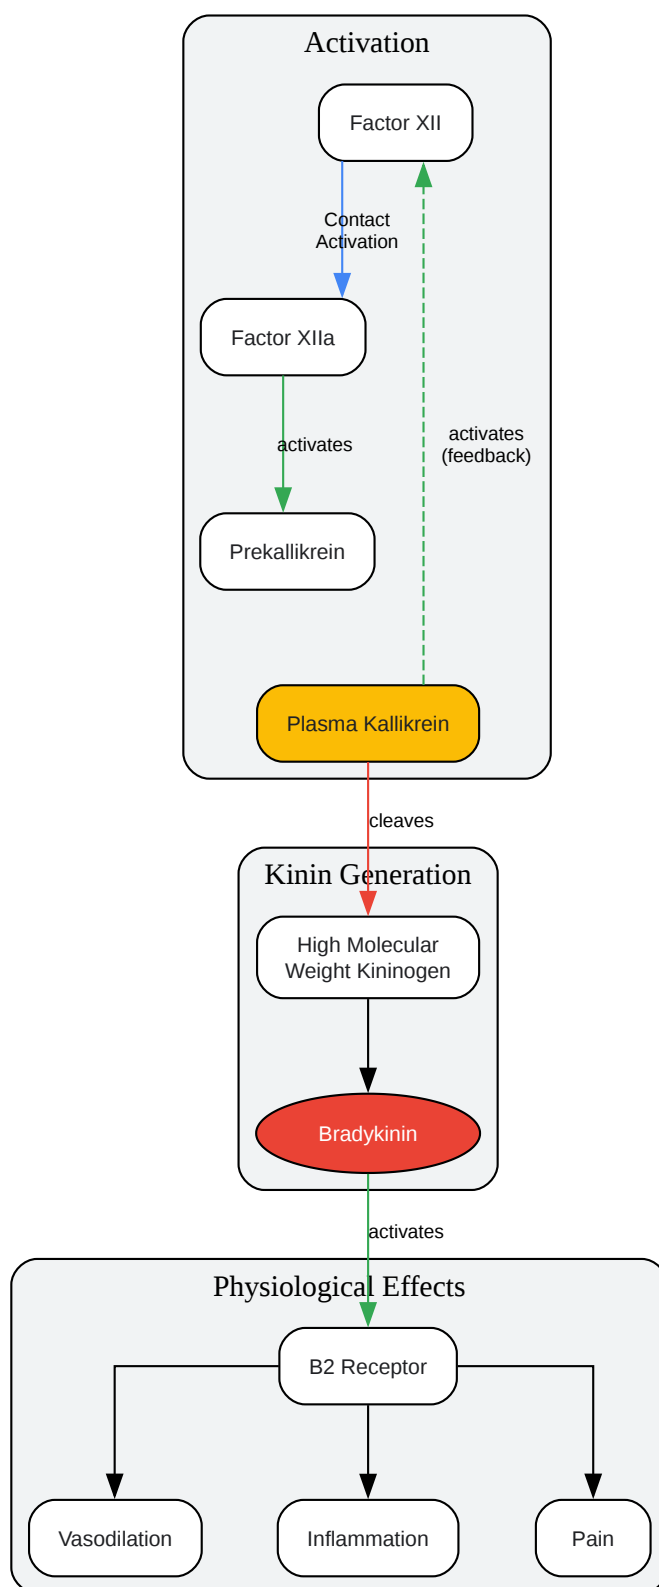 Activation
Factor XII
Contact
Activation
Factor XIIa
activates
activates
(feedback)
Prekallikrein
Plasma Kallikrein
cleaves
Kinin Generation
High Molecular
Weight Kininogen
Bradykinin
activates
Physiological Effects
B2 Receptor
Vasodilation
Inflammation
Pain